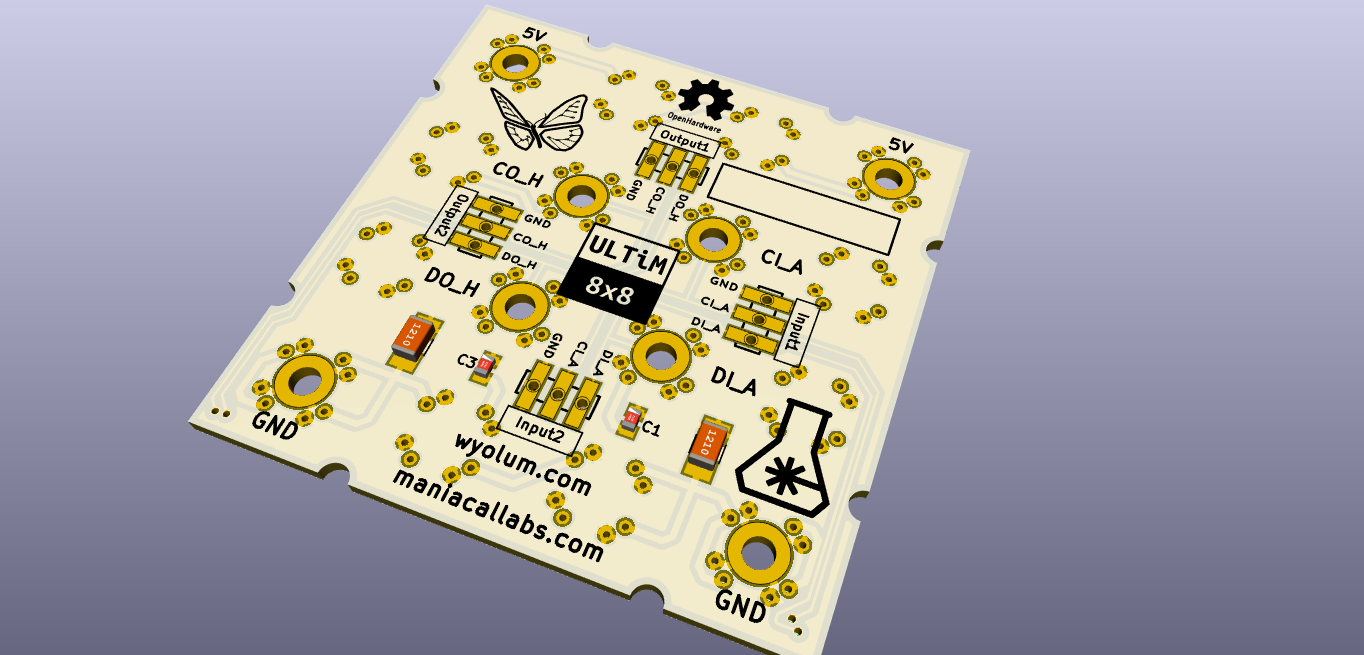 5V
OpenHardware
5V
Output1
CO_H
GND
CO_H
DO_H
Output2
GND
CO_H
DO_H
ULTiM
8x8
CI_A
GND
CI_A
DI_A
Input1
DO_H
1210
C3
GND
CI_A
DI_A
DI_A
GND
Input2
C1
1210
wyolum.com
maniacallabs.com
GND